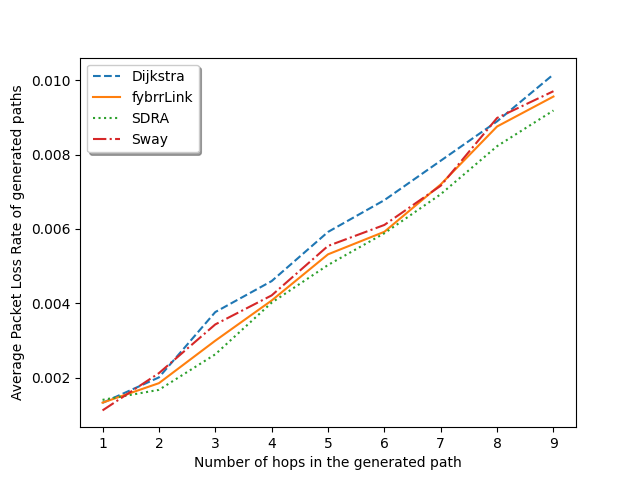 Dijkstra
fybrrLink
SDRA
Sway
Average Packet Loss Rate of generated paths
0.010
0.008
0.006
0.004
0.002
1 2 3 4 5 6 7 8 9
Number of hops in the generated path